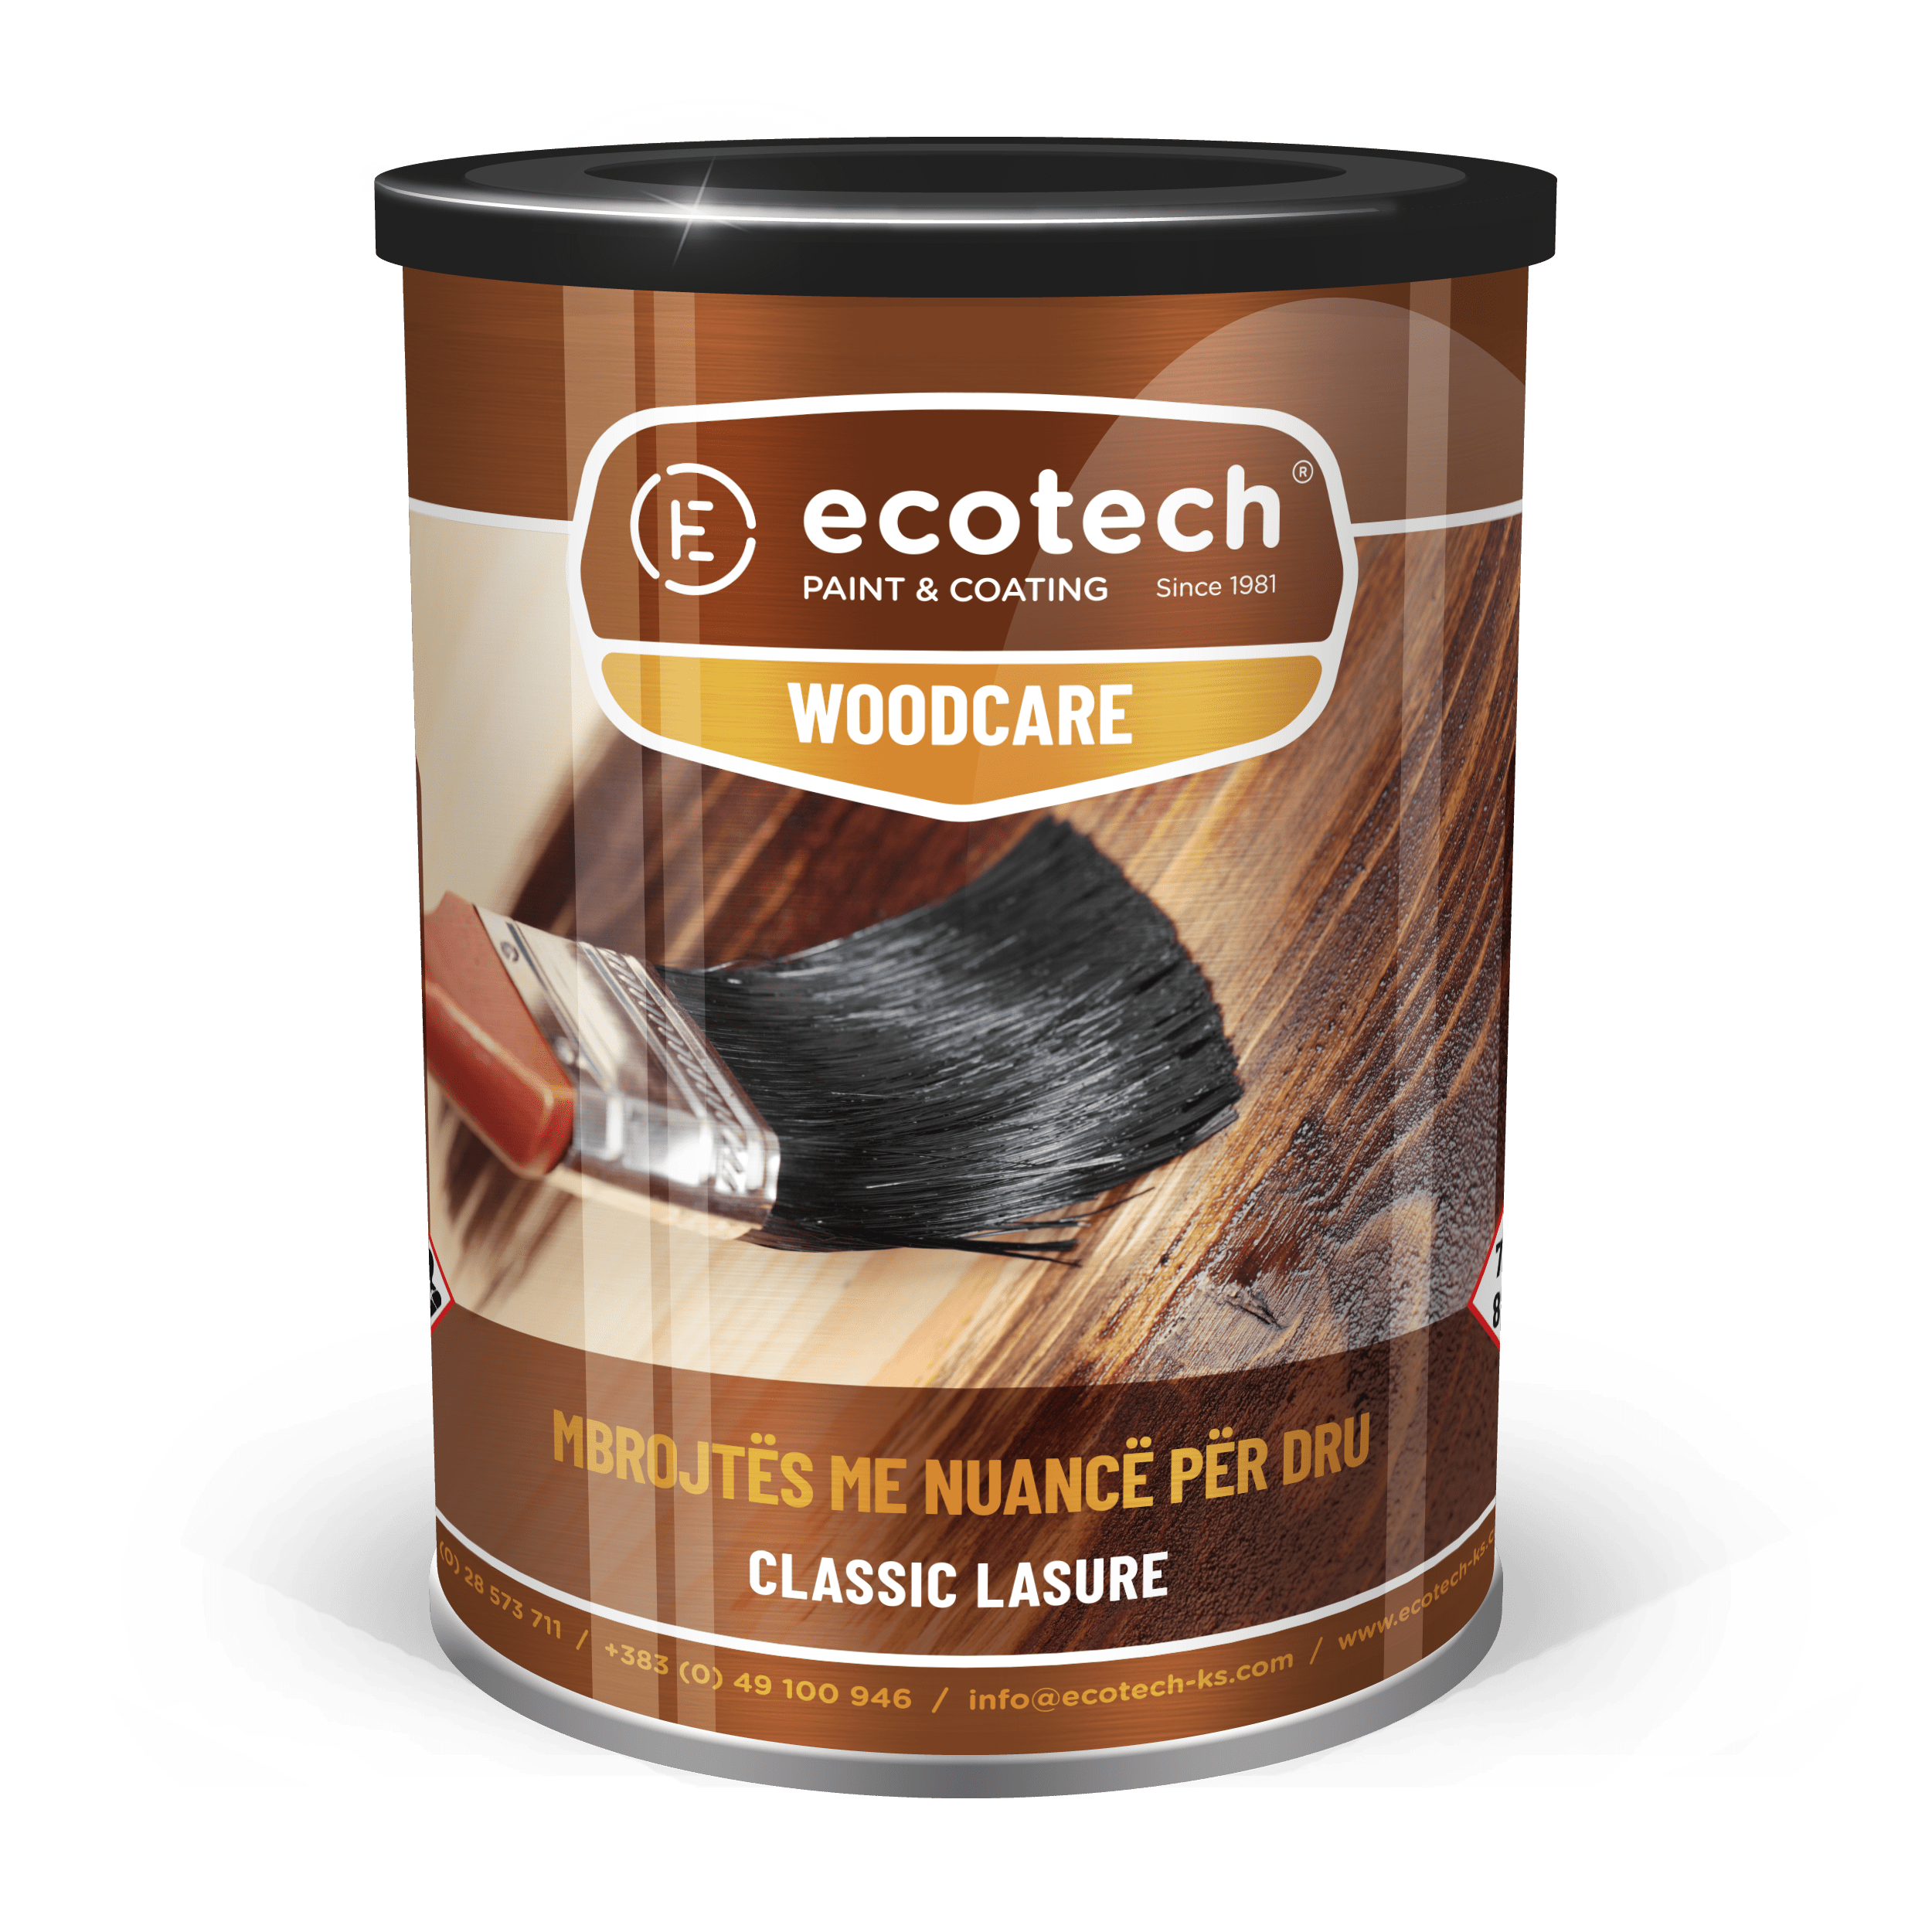 E ecotech®
PAINT & COATING Since 1981
WOODCARE
MBROJTËS ME NUANCË PËR DRU
CLASSIC LASURE
(0) 28 573 711 / +383 (0) 49 100 946 / info@ecotech-ks.com / www.ecotech-ks.c